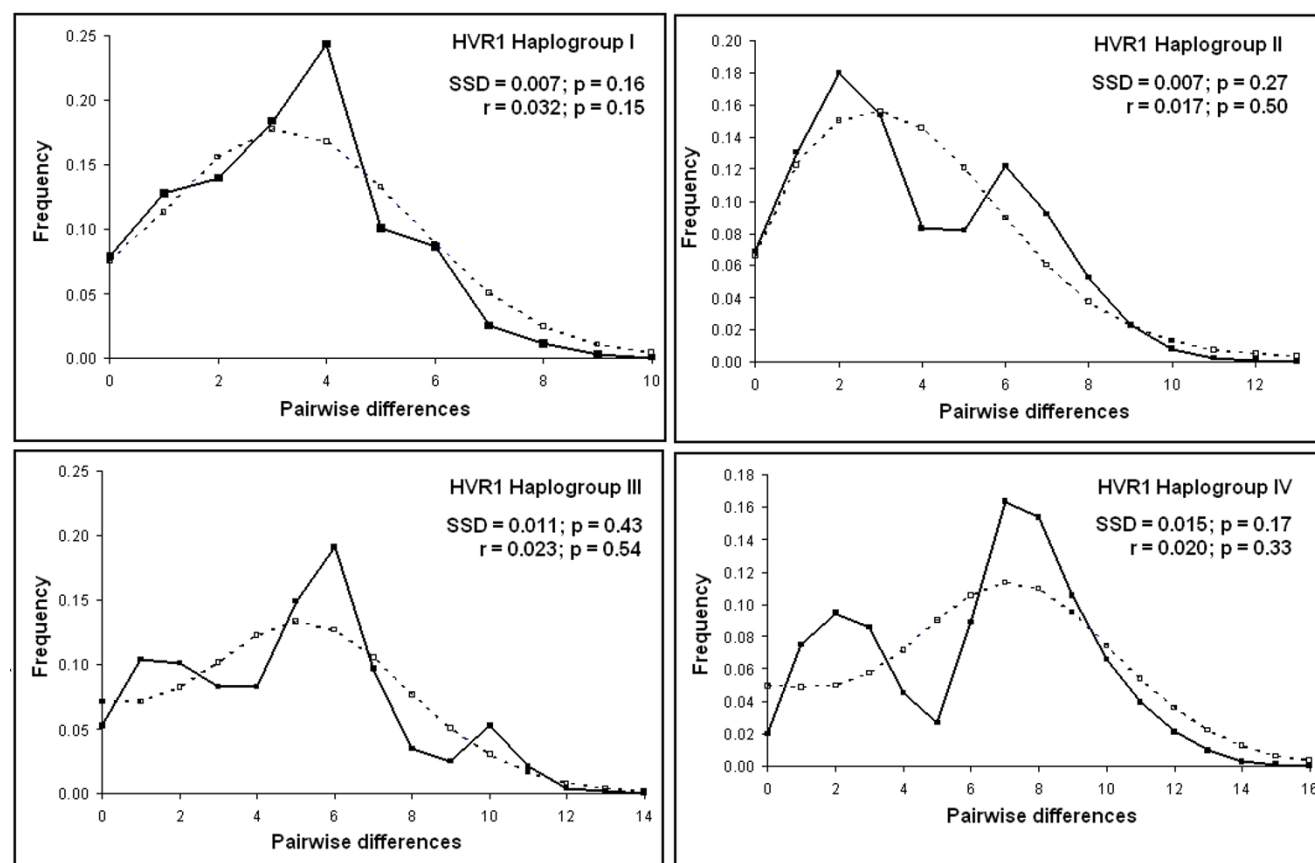 HVR1 Haplogroup I
SSD = 0.007; p = 0.16
r = 0.032; p = 0.15
Frequency
0.25
0.20
0.15
0.10
0.05
0.00
0 2 4 6 8 10
Pairwise differences
HVR1 Haplogroup II
SSD = 0.007; p = 0.27
r = 0.017; p = 0.50
Frequency
0.20
0.18
0.16
0.14
0.12
0.10
0.08
0.06
0.04
0.02
0.00
0 2 4 6 8 10 12
Pairwise differences
HVR1 Haplogroup III
SSD = 0.011; p = 0.43
r = 0.023; p = 0.54
Frequency
0.25
0.20
0.15
0.10
0.05
0.00
0 2 4 6 8 10 12 14
Pairwise differences
HVR1 Haplogroup IV
SSD = 0.015; p = 0.17
r = 0.020; p = 0.33
Frequency
0.18
0.16
0.14
0.12
0.10
0.08
0.06
0.04
0.02
0.00
0 2 4 6 8 10 12 14 16
Pairwise differences